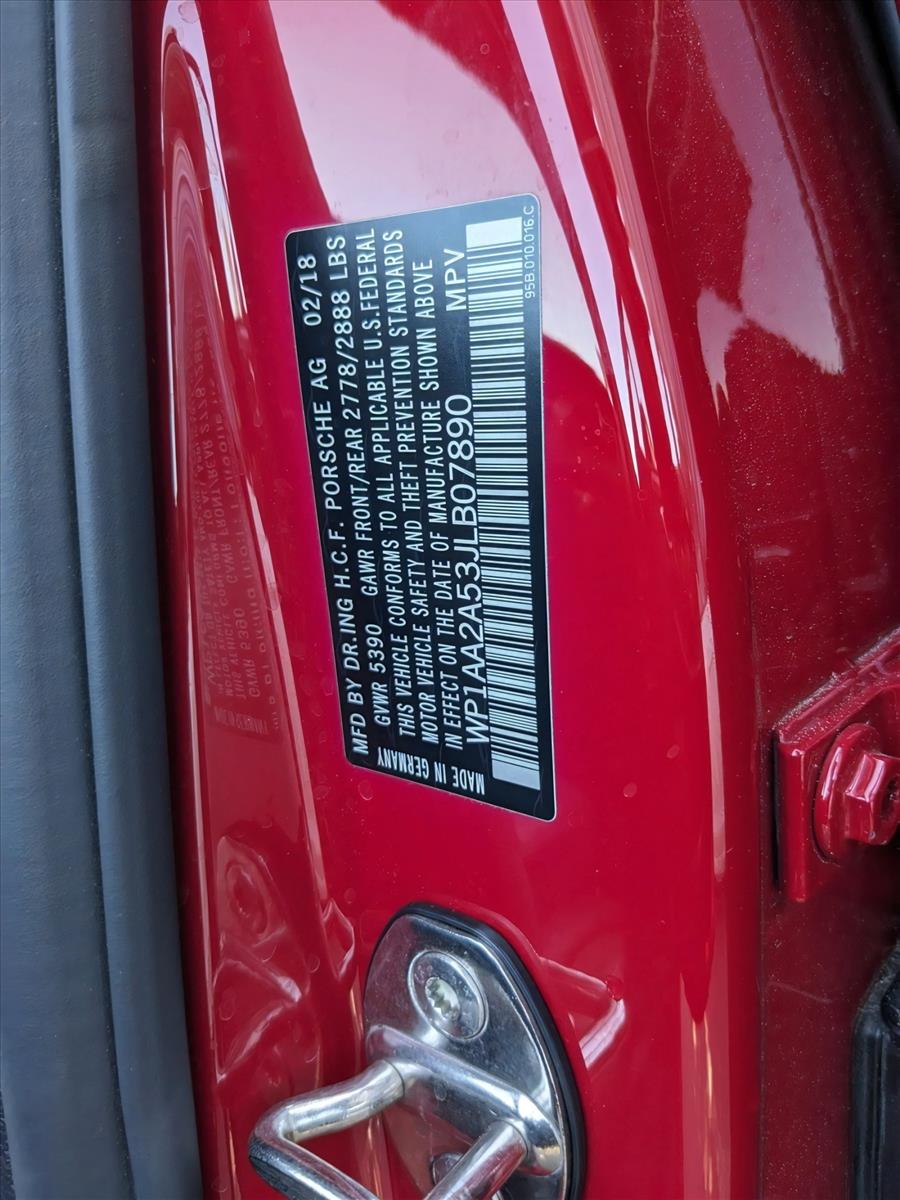 MFD BY DR.ING H.C.F. PORSCHE AG 02/18
GVWR 5390 GAWR FRONT/REAR 2778/2888 LBS
THIS VEHICLE CONFORMS TO ALL APPLICABLE U.S.FEDERAL
MOTOR VEHICLE SAFETY AND THEFT PREVENTION STANDARDS
IN EFFECT ON THE DATE OF MANUFACTURE SHOWN ABOVE
WP1AA2A53JLB07890 MPV
MADE IN GERMANY
95B.010.016.C